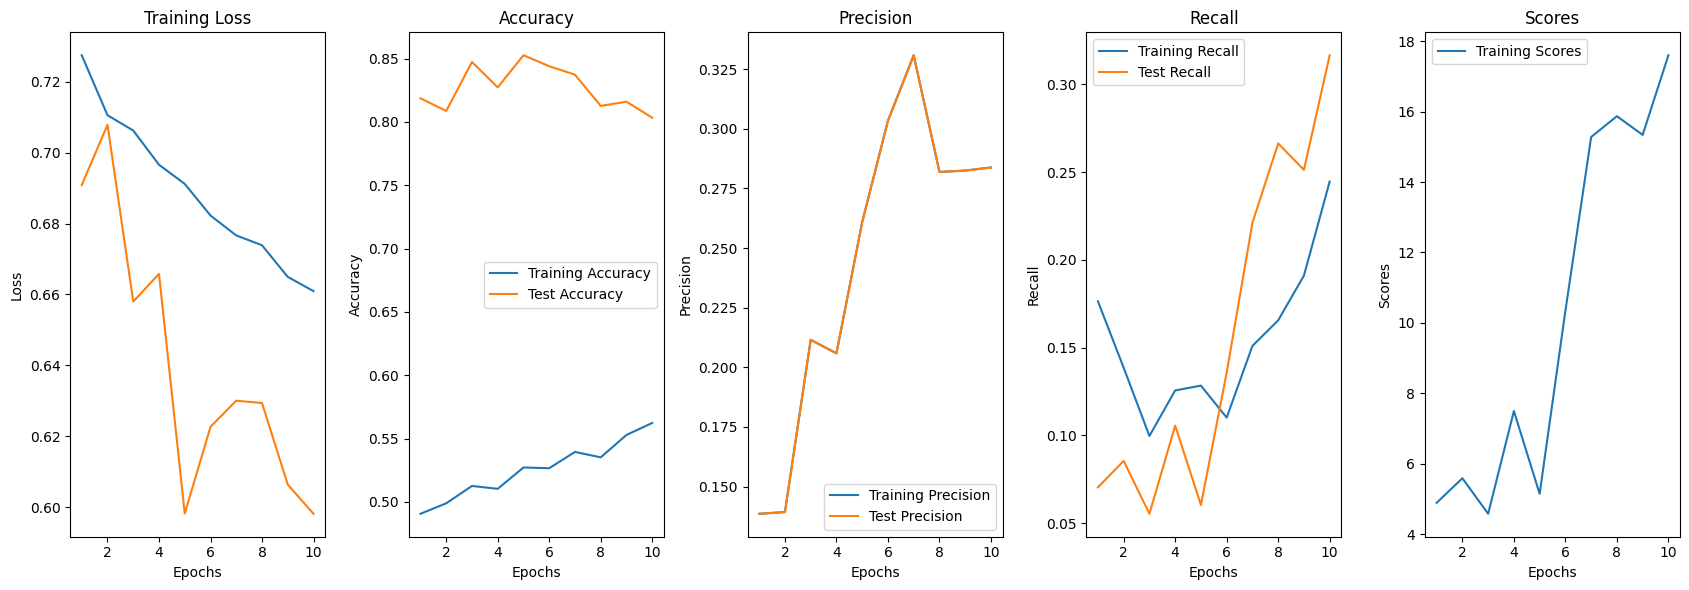 Training Loss
Loss
0.72
0.70
0.68
0.66
0.64
0.62
0.60
2 4 6 8 10
Epochs
Accuracy
Accuracy
0.85
0.80
0.75
0.70
0.65
0.60
0.55
0.50
Training Accuracy
Test Accuracy
2 4 6 8 10
Epochs
Precision
Precision
0.325
0.300
0.275
0.250
0.225
0.200
0.175
0.150
Training Precision
Test Precision
2 4 6 8 10
Epochs
Recall
Recall
Training Recall
Test Recall
0.30
0.25
0.20
0.15
0.10
0.05
2 4 6 8 10
Epochs
Scores
Scores
Training Scores
18
16
14
12
10
8
6
4
2 4 6 8 10
Epochs